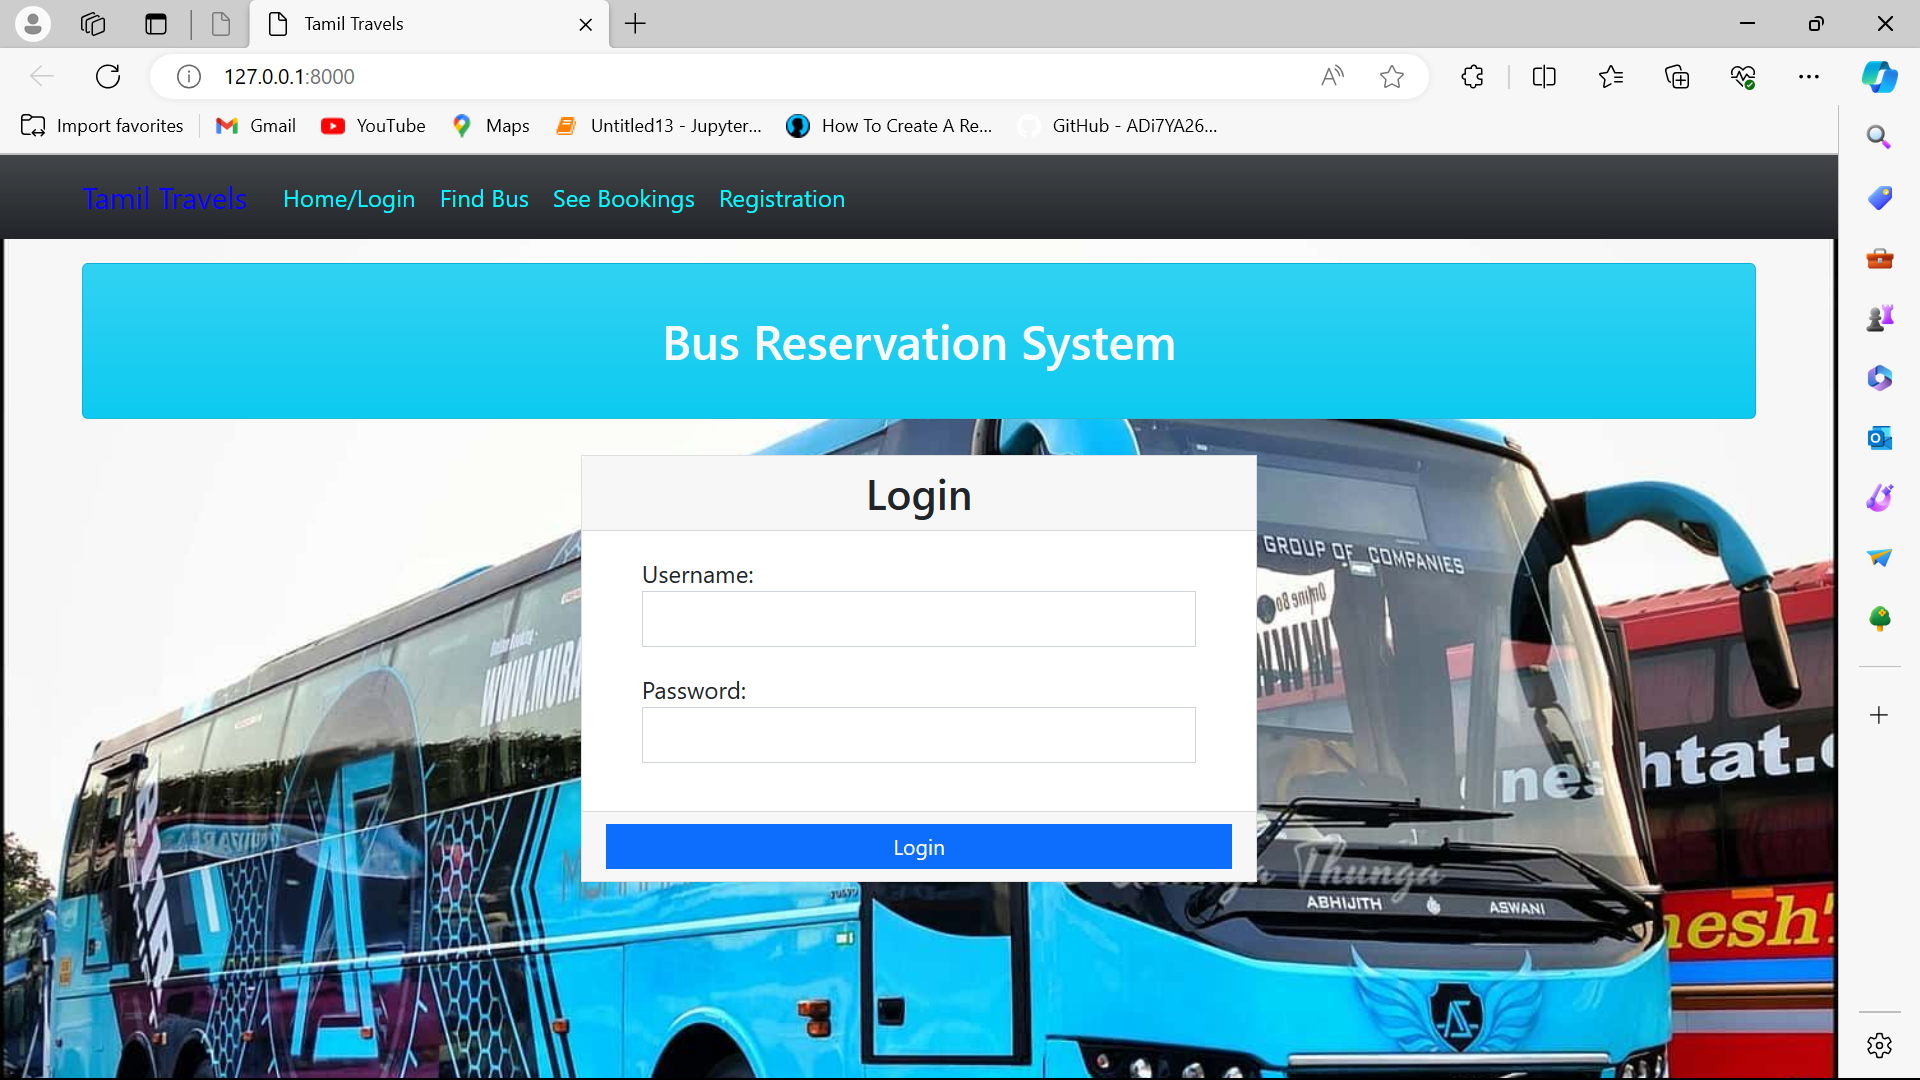 Tamil Travels
127.0.0.1:8000
Import favorites
Gmail
YouTube
Maps
Untitled13 - Jupyter...
How To Create A Re...
GitHub - ADi7YA26...
Tamil Travels
Home/Login
Find Bus
See Bookings
Registration
Bus Reservation System
Login
GROUP OF COMPANIES
Username:
Password:
Login
Thunga
ABHIJITH
ASWANI